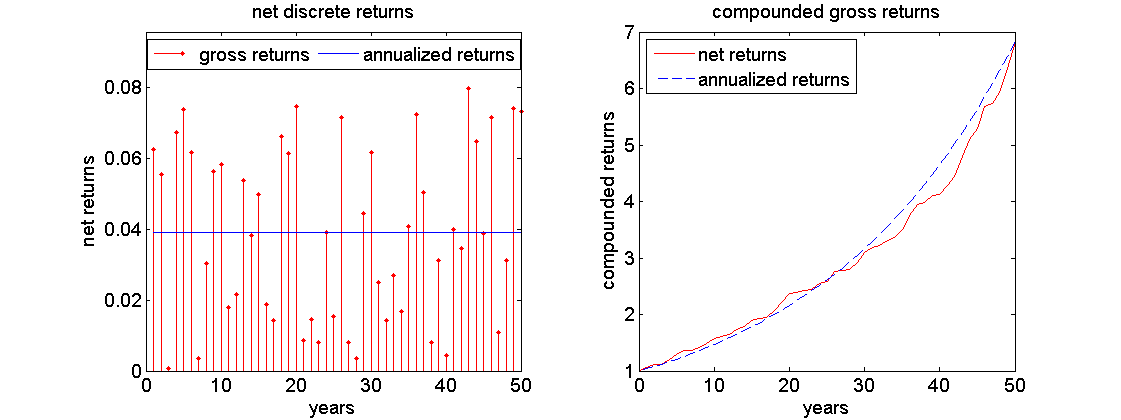 net discrete returns
gross returns annualized returns
net returns
0.08
0.06
0.04
0.02
0
0 10 20 30 40 50
years
compounded gross returns
net returns
annualized returns
compounded returns
7
6
5
4
3
2
1
0 10 20 30 40 50
years